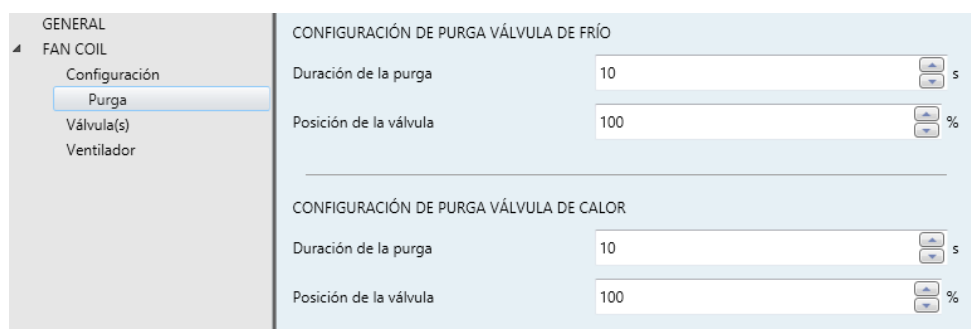 GENERAL
FAN COIL
Configuración
Purga
Válvula(s)
Ventilador
CONFIGURACIÓN DE PURGA VÁLVULA DE FRÍO
Duración de la purga 10 s
Posición de la válvula 100 %
CONFIGURACIÓN DE PURGA VÁLVULA DE CALOR
Duración de la purga 10 s
Posición de la válvula 100 %